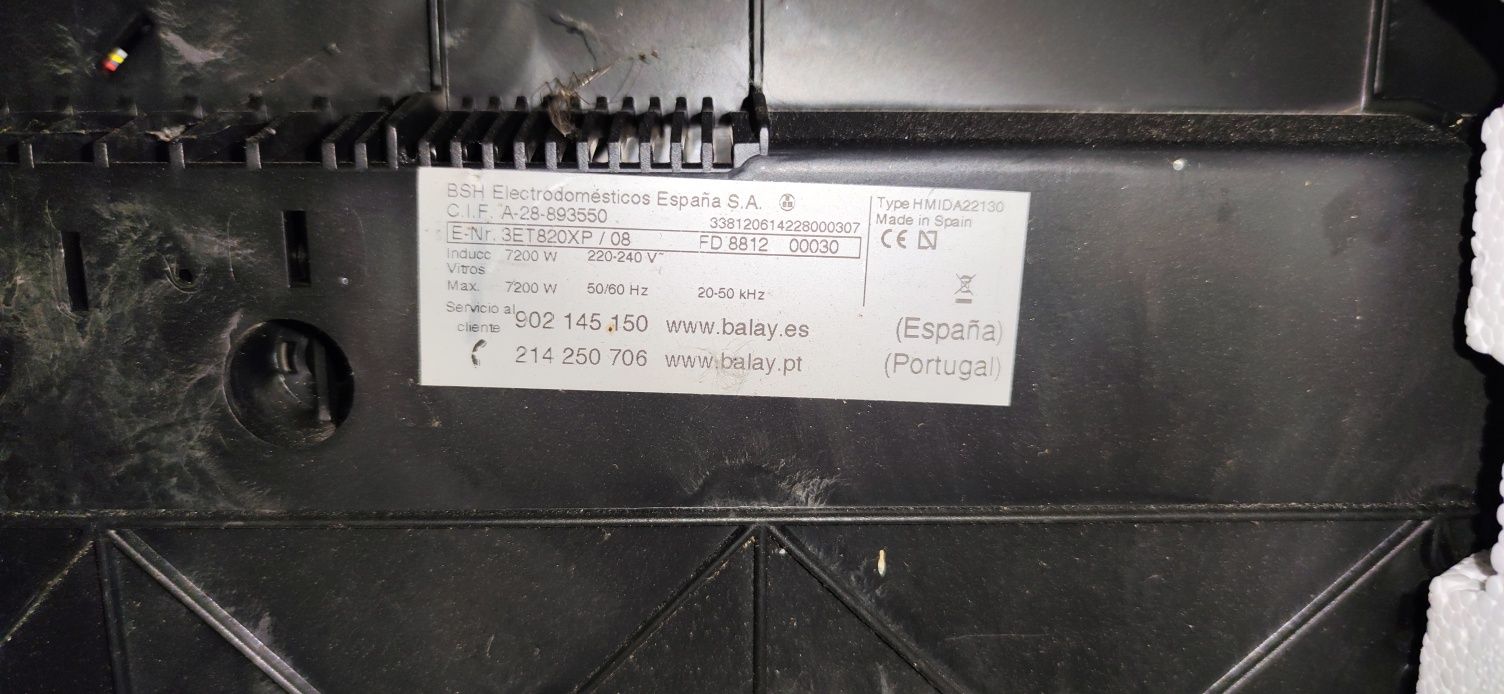 BSH Electrodomésticos España S.A.
C.I.F. A-28-893550
338120614228000307
E-Nr. 3ET820XP / 08 FD 8812 00030
Inducc 7200 W 220-240 V~
Vitros
Max. 7200 W 50/60 Hz 20-50 kHz
Servicio al cliente 902 145 150 www.balay.es (España)
214 250 706 www.balay.pt (Portugal)
Type HMIDA22130
Made in Spain
CE N